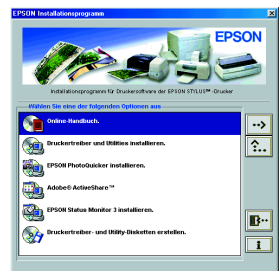 EPSON Installationsprogramm
EPSON
Installationsprogramm für Druckersoftware der EPSON STYLUS™ -Drucker
Wählen Sie eine der folgenden Optionen aus
Online-Handbuch.
Druckertreiber und Utilities installieren.
EPSON PhotoQuicker installieren.
Adobe® ActiveShare™
EPSON Status Monitor 3 installieren.
Druckertreiber- und Utility-Disketten erstellen.